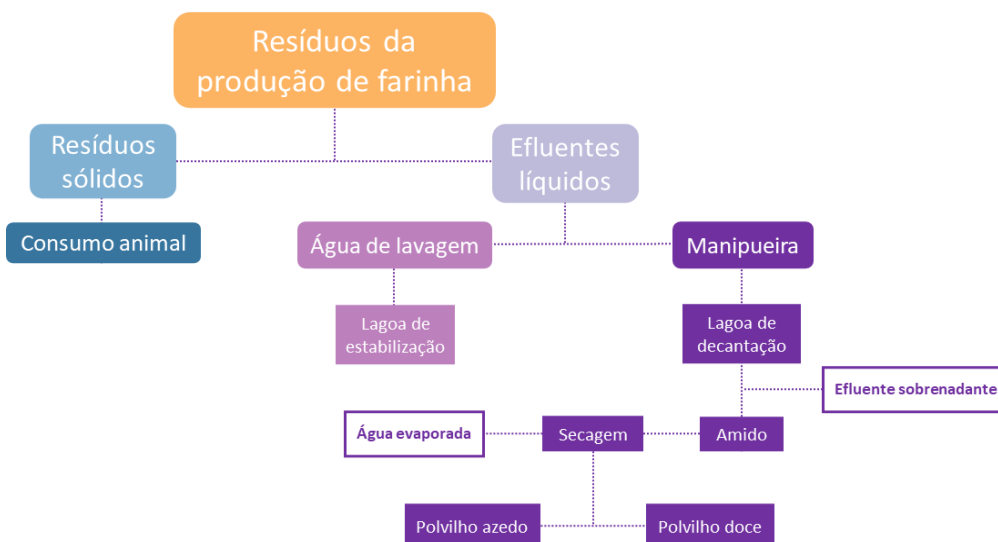 Resíduos da
produção de farinha
Resíduos
sólidos
Efluentes
líquidos
Consumo animal
Água de lavagem
Manipueira
Lagoa de
estabilização
Lagoa de
decantação
Efluente sobrenadante
Água evaporada
Secagem
Amido
Polvilho azedo
Polvilho doce